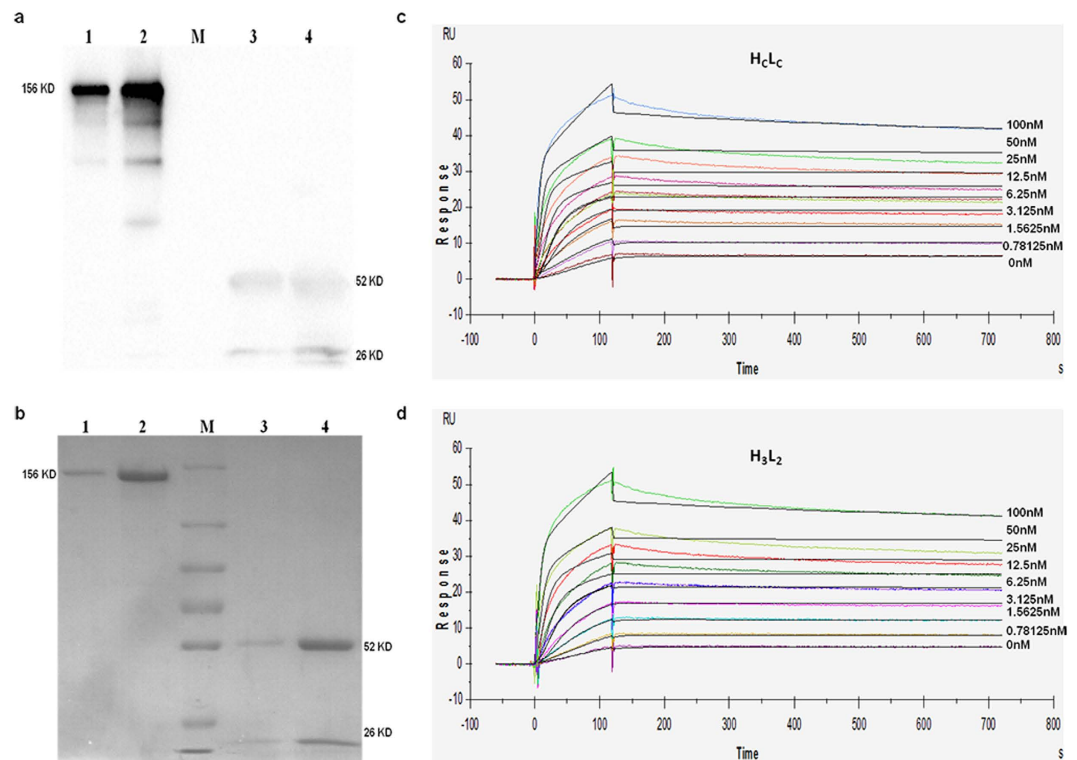 a
1 2 M 3 4
156 KD
52 KD
26 KD
b
1 2 M 3 4
156 KD
52 KD
26 KD
c
RU
HCLC
60
50
40
30
20
10
0
-10
Response
100nM
50nM
25nM
12.5nM
6.25nM
3.125nM
1.5625nM
0.78125nM
0nM
-100 0 100 200 300 400 500 600 700 800
Time s
d
RU
H3L2
60
50
40
30
20
10
0
-10
Response
100nM
50nM
25nM
12.5nM
6.25nM
3.125nM
1.5625nM
0.78125nM
0nM
-100 0 100 200 300 400 500 600 700 800
Time s